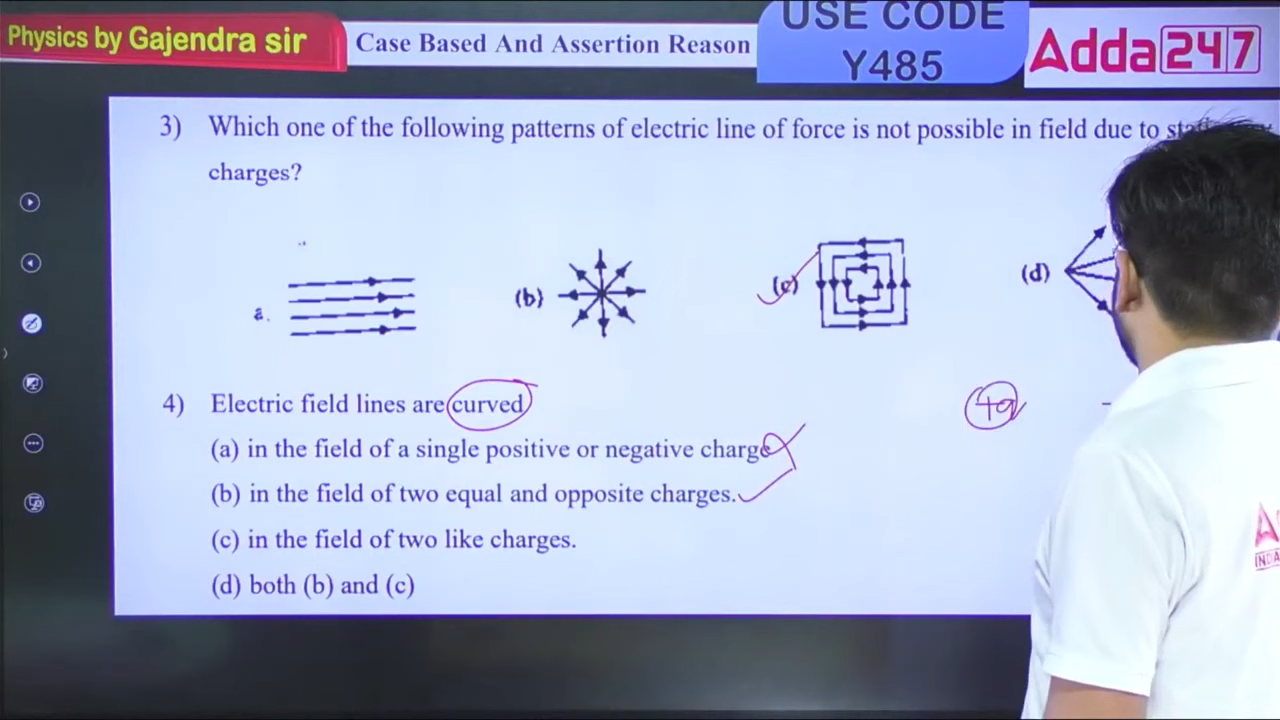 Physics by Gajendra sir
Case Based And Assertion Reason
USE CODE
Y485
Adda247
3) Which one of the following patterns of electric line of force is not possible in field due to
charges?
a.
(b)
(c)
(d)
4) Electric field lines are curved
(a) in the field of a single positive or negative charge
(b) in the field of two equal and opposite charges.
(c) in the field of two like charges.
(d) both (b) and (c)
+q